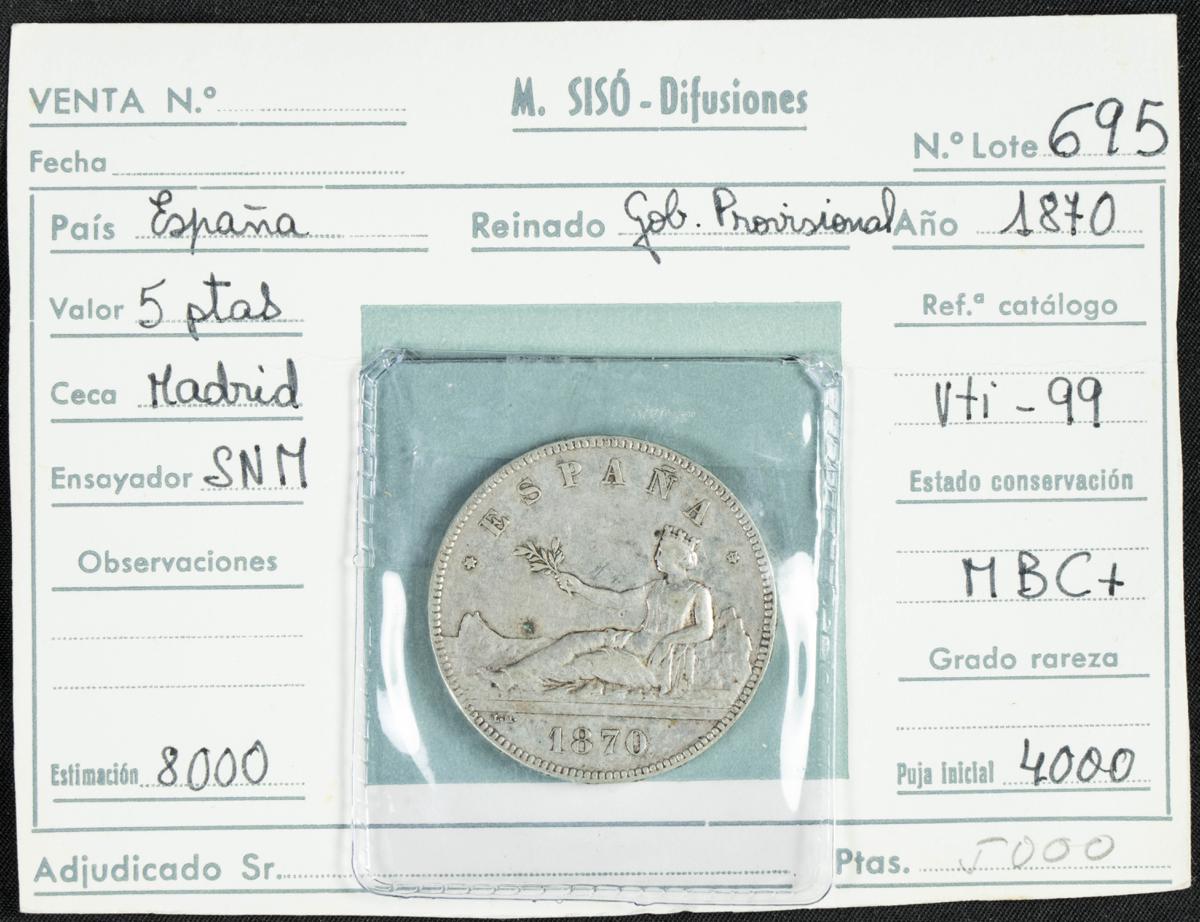 VENTA N.º
M. SISÓ - Difusiones
Fecha
N.º Lote 695
País España
Reinado Gob. Provisional
Año 1870
Valor 5 ptas
Ref.ª catálogo
Ceca Madrid
Vti - 99
Ensayador SNM
Estado conservación
Observaciones
MBC+
Grado rareza
ESPAÑA
1870
Estimación 8000
Puja inicial 4000
Adjudicado Sr.
Ptas. 5000